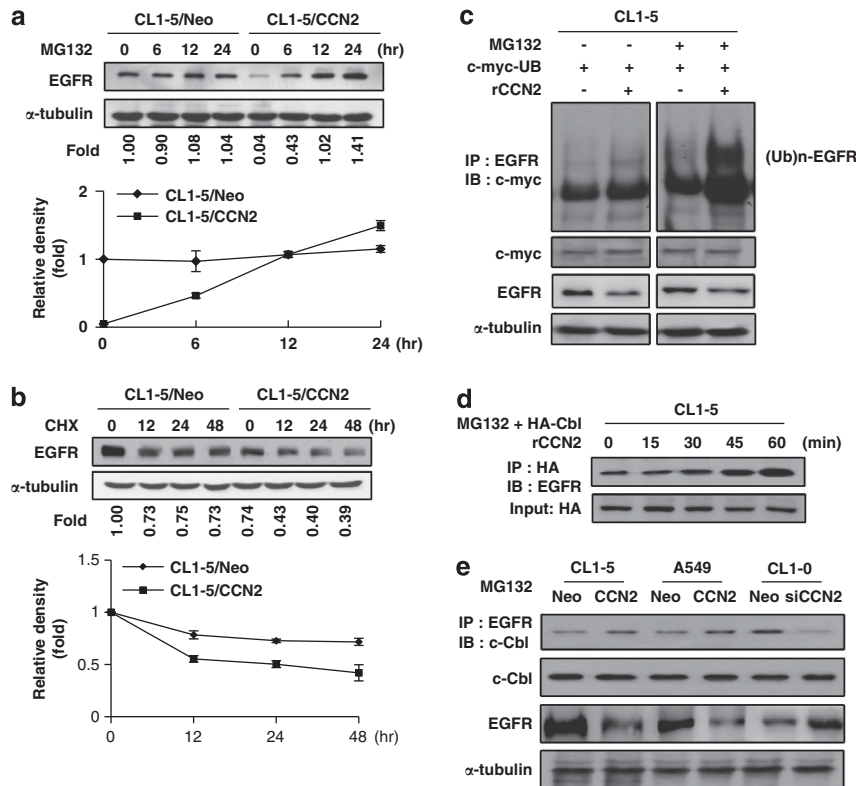 a
CL1-5/Neo CL1-5/CCN2
MG132 0 6 12 24 0 6 12 24 (hr)
EGFR
α-tubulin
Fold 1.00 0.90 1.08 1.04 0.04 0.43 1.02 1.41
2
1
0
Relative density
(fold)
CL1-5/Neo
CL1-5/CCN2
0 6 12 24 (hr)
b
CL1-5/Neo CL1-5/CCN2
CHX 0 12 24 48 0 12 24 48 (hr)
EGFR
α-tubulin
Fold 1.00 0.73 0.75 0.73 0.74 0.43 0.40 0.39
1.5
1
0.5
0
Relative density
(fold)
CL1-5/Neo
CL1-5/CCN2
0 12 24 48 (hr)
c
CL1-5
MG132 - - + +
c-myc-UB + + + +
rCCN2 - + - +
IP : EGFR
IB : c-myc
(Ub)n-EGFR
c-myc
EGFR
α-tubulin
d
CL1-5
MG132 + HA-Cbl
rCCN2 0 15 30 45 60 (min)
IP : HA
IB : EGFR
Input: HA
e
CL1-5 A549 CL1-0
MG132
Neo CCN2 Neo CCN2 Neo siCCN2
IP : EGFR
IB : c-Cbl
c-Cbl
EGFR
α-tubulin